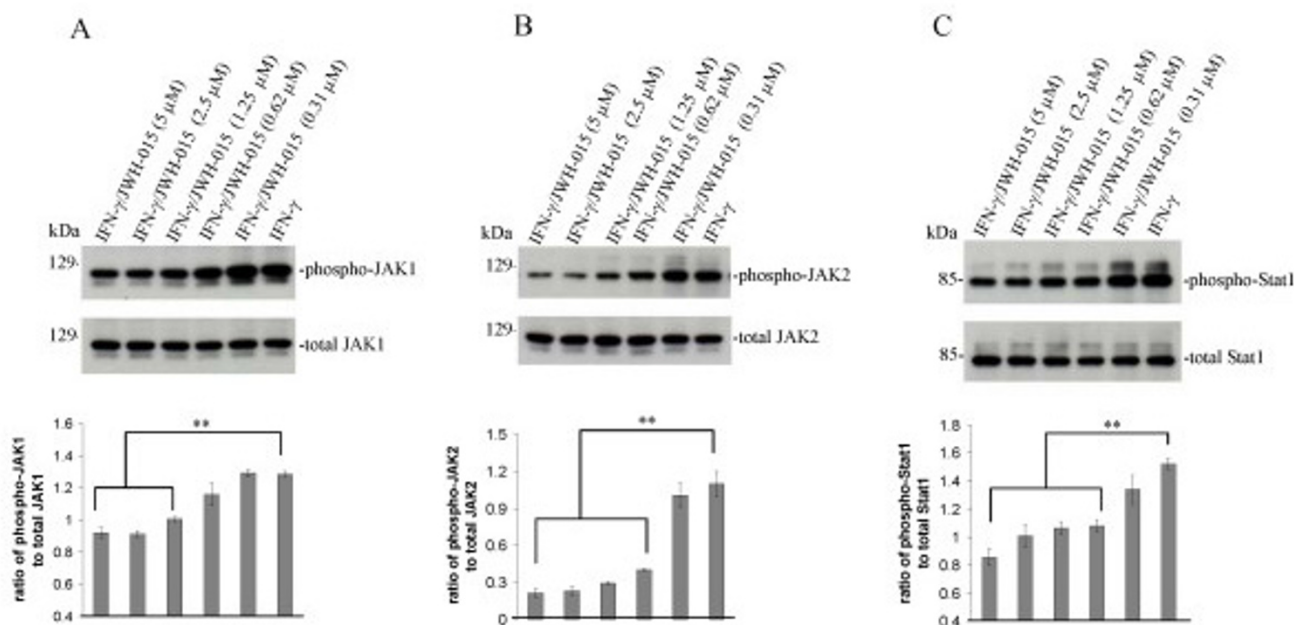 A
IFN-γ/JWH-015 (5 μM)
IFN-γ/JWH-015 (2.5 μM)
IFN-γ/JWH-015 (1.25 μM)
IFN-γ/JWH-015 (0.62 μM)
IFN-γ/JWH-015 (0.31 μM)
IFN-γ
kDa
129-
-phospho-JAK1
129-
-total JAK1
ratio of phospho-JAK1
to total JAK1
1.6
1.4
1.2
1
0.8
0.6
0.4
**
B
IFN-γ/JWH-015 (5 μM)
IFN-γ/JWH-015 (2.5 μM)
IFN-γ/JWH-015 (1.25 μM)
IFN-γ/JWH-015 (0.62 μM)
IFN-γ/JWH-015 (0.31 μM)
IFN-γ
kDa
129-
-phospho-JAK2
129-
-total JAK2
ratio of phospho-JAK2
to total JAK2
1.5
1.2
0.9
0.6
0.3
0
**
C
IFN-γ/JWH-015 (5 μM)
IFN-γ/JWH-015 (2.5 μM)
IFN-γ/JWH-015 (1.25 μM)
IFN-γ/JWH-015 (0.62 μM)
IFN-γ/JWH-015 (0.31 μM)
IFN-γ
kDa
85-
-phospho-Stat1
85-
-total Stat1
ratio of phospho-Stat1
to total Stat1
1.8
1.6
1.4
1.2
1
0.8
0.6
0.4
**